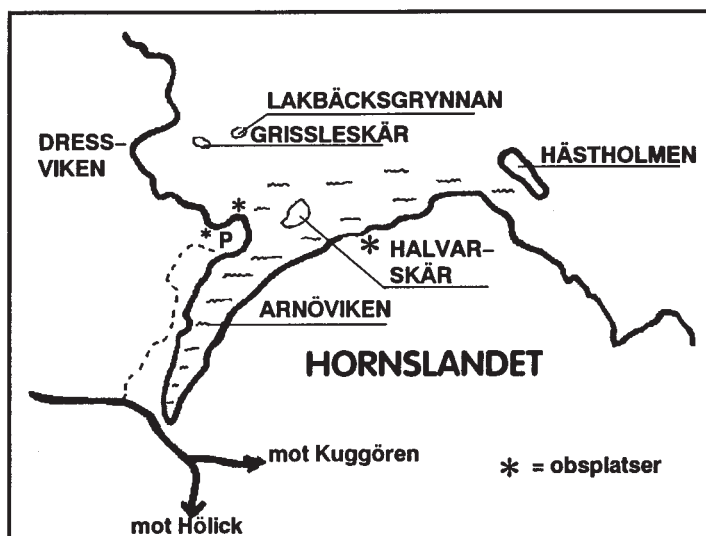 LAKBÄCKSGRYNNAN
GRISSLESKÄR
DRESS–
VIKEN
HÄSTHOLMEN
P
HALVAR–
SKÄR
ARNÖVIKEN
HORNSLANDET
mot Kuggören
* = obsplatser
mot Hölick